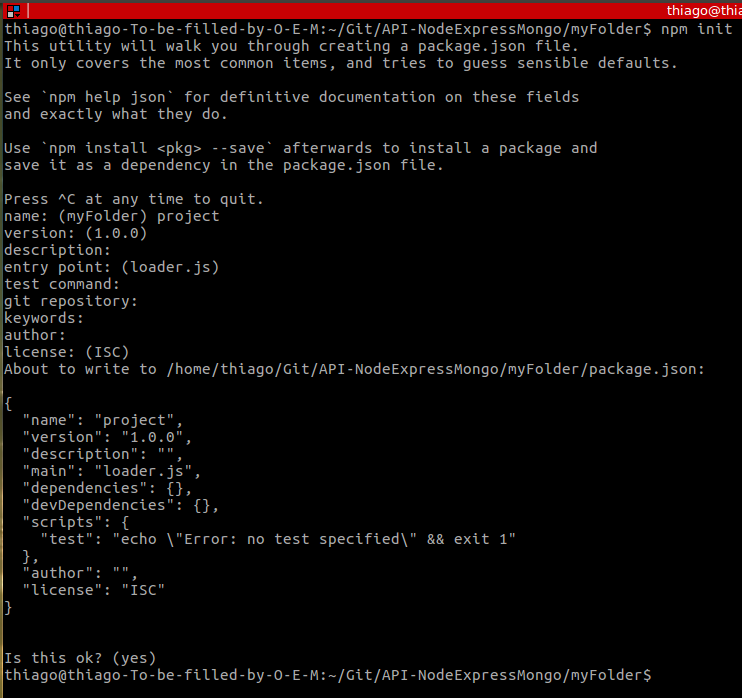 thiago@thia
thiago@thiago-To-be-filled-by-O-E-M:~/Git/API-NodeExpressMongo/myFolder$ npm init
This utility will walk you through creating a package.json file.
It only covers the most common items, and tries to guess sensible defaults.

See `npm help json` for definitive documentation on these fields
and exactly what they do.

Use `npm install <pkg> --save` afterwards to install a package and
save it as a dependency in the package.json file.

Press ^C at any time to quit.
name: (myFolder) project
version: (1.0.0)
description:
entry point: (loader.js)
test command:
git repository:
keywords:
author:
license: (ISC)
About to write to /home/thiago/Git/API-NodeExpressMongo/myFolder/package.json:

{
  "name": "project",
  "version": "1.0.0",
  "description": "",
  "main": "loader.js",
  "dependencies": {},
  "devDependencies": {},
  "scripts": {
    "test": "echo \"Error: no test specified\" && exit 1"
  },
  "author": "",
  "license": "ISC"
}

Is this ok? (yes)
thiago@thiago-To-be-filled-by-O-E-M:~/Git/API-NodeExpressMongo/myFolder$